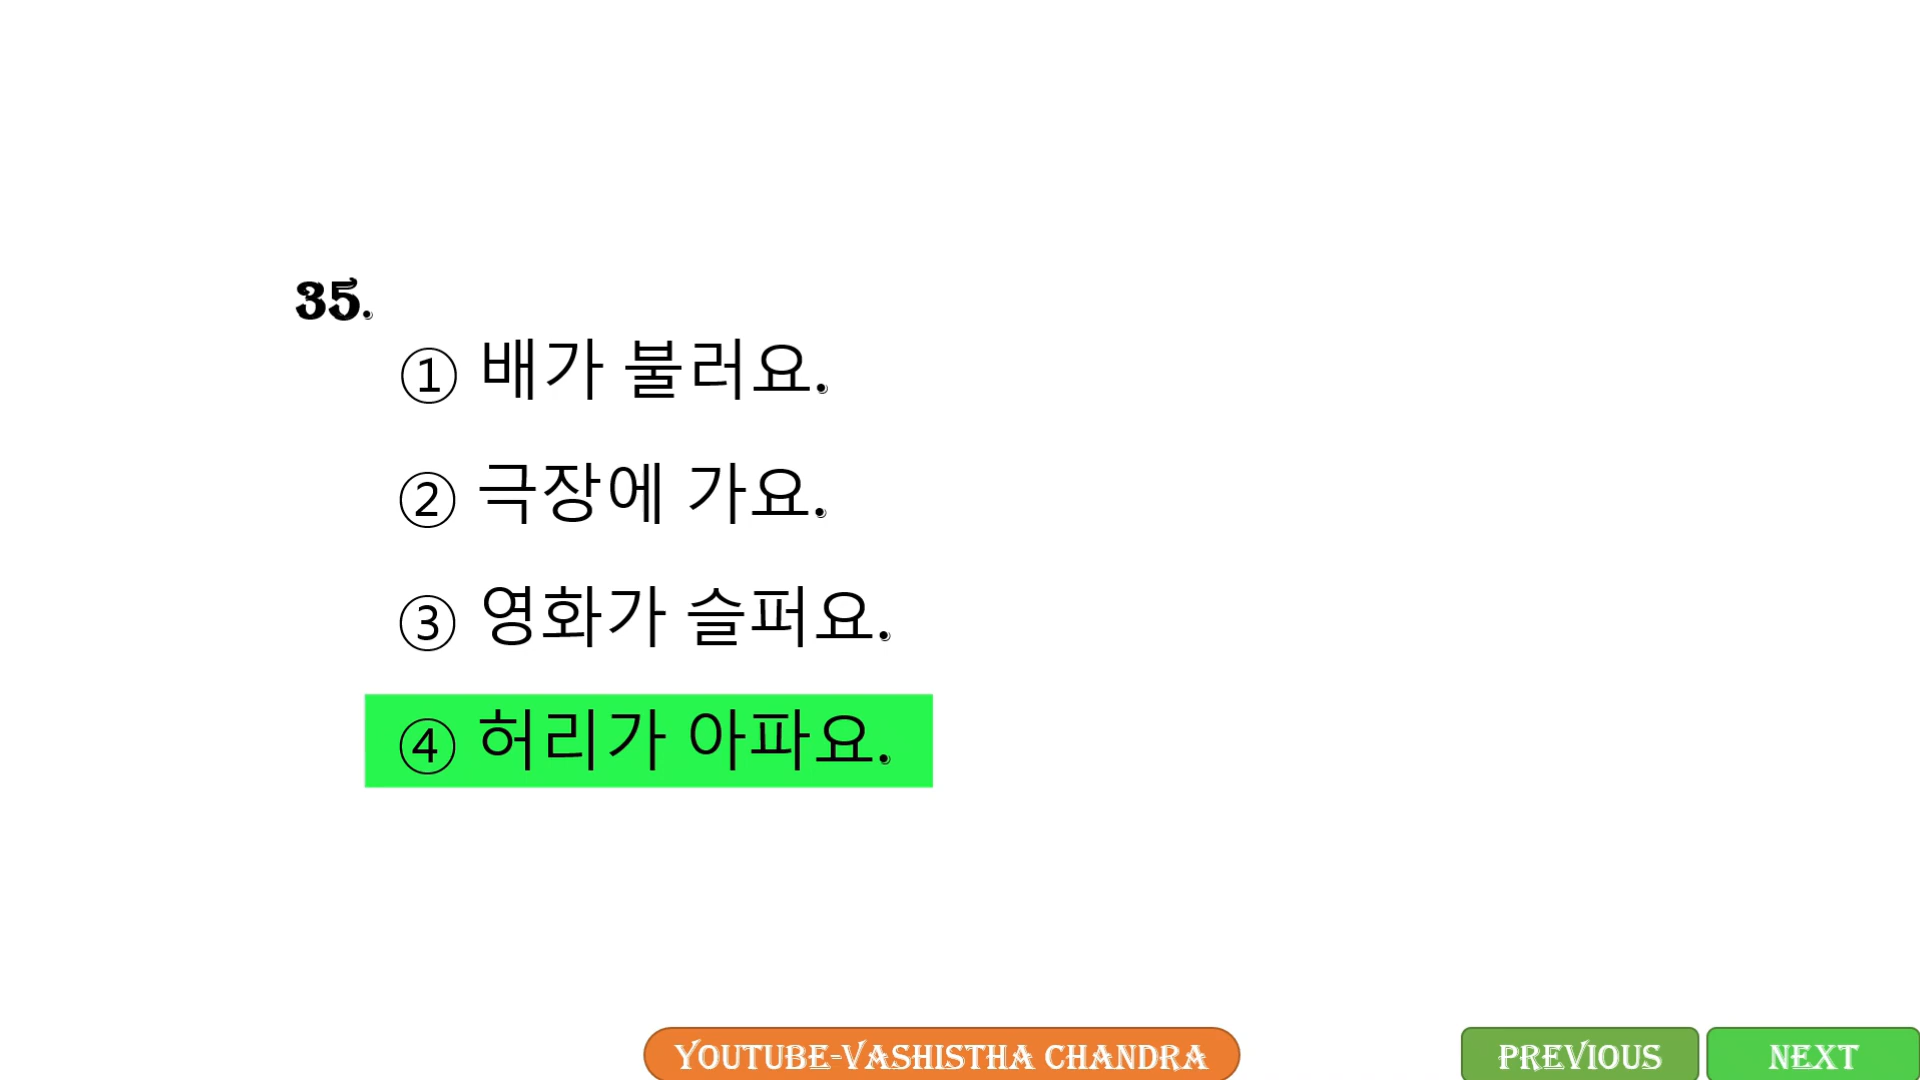 35.
① 배가 불러요.
② 극장에 가요.
③ 영화가 슬퍼요.
④ 허리가 아파요.
YOUTUBE-VASHISTHA CHANDRA
PREVIOUS
NEXT